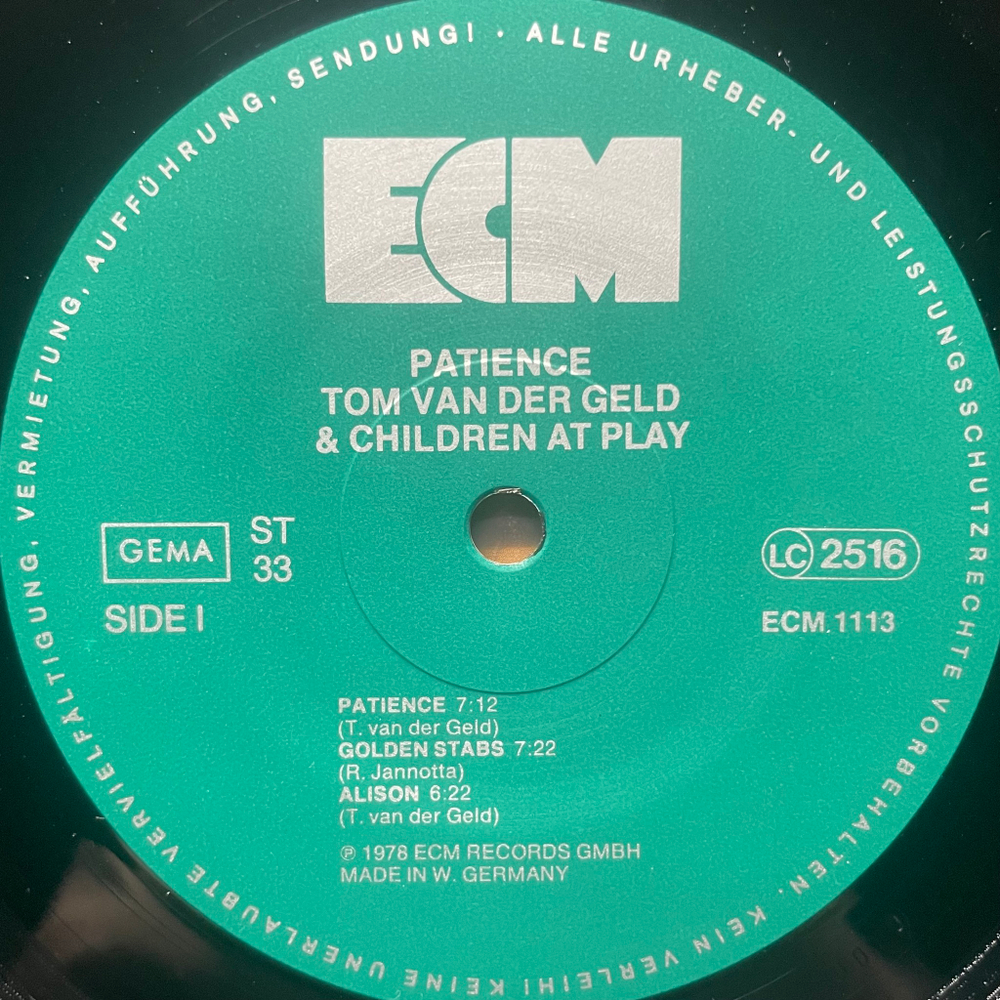 ALLE URHEBER- UND LEISTUNGSSCHUTZRECHTE VORBEHALTEN. KEIN VERLEIH! KEINE UNERLAUBTE VERVIELFÄLTIGUNG, VERMIETUNG, AUFFÜHRUNG, SENDUNG! •
ECM
PATIENCE
TOM VAN DER GELD
& CHILDREN AT PLAY
GEMA
ST
33
SIDE I
LC 2516
ECM 1113
PATIENCE 7:12
(T. van der Geld)
GOLDEN STABS 7:22
(R. Jannotta)
ALISON 6:22
(T. van der Geld)
℗ 1978 ECM RECORDS GMBH
MADE IN W. GERMANY